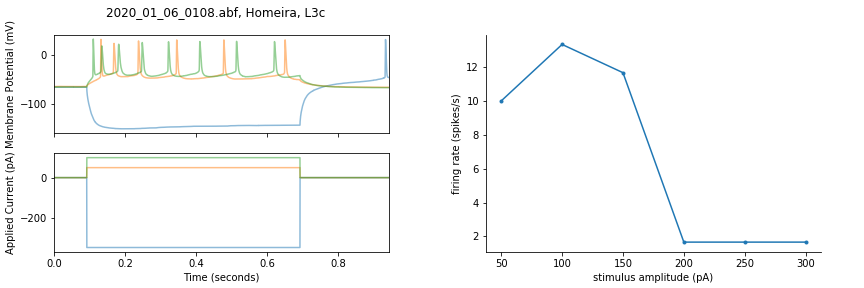 2020_01_06_0108.abf, Homeira, L3c
Membrane Potential (mV)
0
−100
Applied Current (pA)
0
−200
0.0 0.2 0.4 0.6 0.8
Time (seconds)
firing rate (spikes/s)
12
10
8
6
4
2
50 100 150 200 250 300
stimulus amplitude (pA)